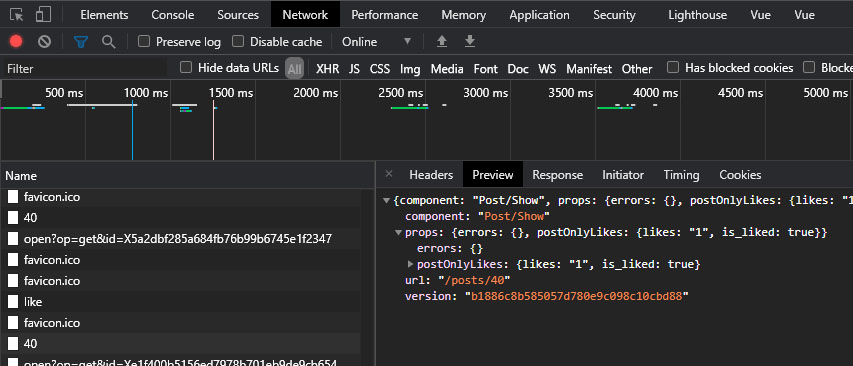 Elements Console Sources Network Performance Memory Application Security Lighthouse Vue Vue
Preserve log Disable cache Online
Filter Hide data URLs All XHR JS CSS Img Media Font Doc WS Manifest Other Has blocked cookies Blocke
500 ms 1000 ms 1500 ms 2000 ms 2500 ms 3000 ms 3500 ms 4000 ms 4500 ms 5000 ms
Name
favicon.ico
40
open?op=get&id=X5a2dbf285a684fb76b99b6745e1f2347
favicon.ico
favicon.ico
like
favicon.ico
40
open?op=get&id=Xe1f400b5156ed7978b701eb9de9cb654
× Headers Preview Response Initiator Timing Cookies
{component: "Post/Show", props: {errors: {}, postOnlyLikes: {likes: "1
component: "Post/Show"
props: {errors: {}, postOnlyLikes: {likes: "1", is_liked: true}}
errors: {}
postOnlyLikes: {likes: "1", is_liked: true}
url: "/posts/40"
version: "b1886c8b585057d780e9c098c10cbd88"